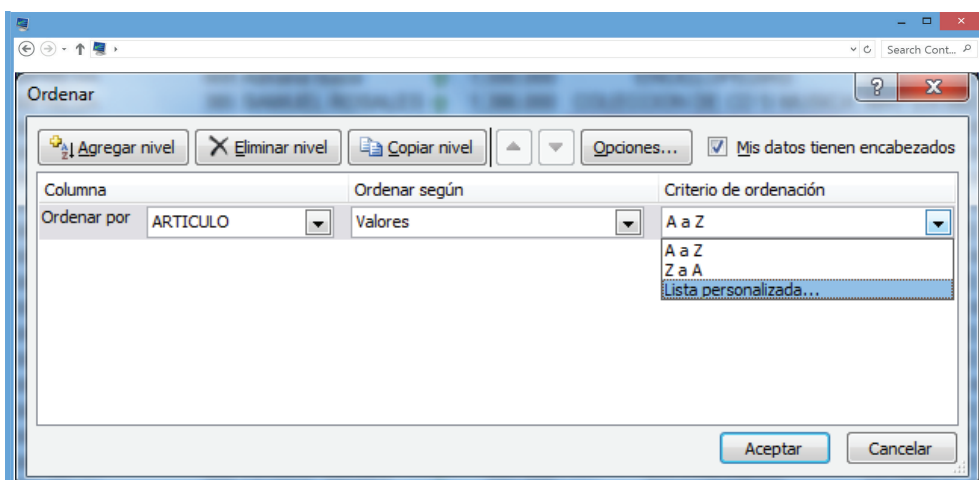 Search Cont...
Ordenar
Agregar nivel Eliminar nivel Copiar nivel Opciones... Mis datos tienen encabezados
Columna Ordenar según Criterio de ordenación
Ordenar por ARTICULO Valores A a Z
A a Z
Z a A
Lista personalizada...
Aceptar Cancelar